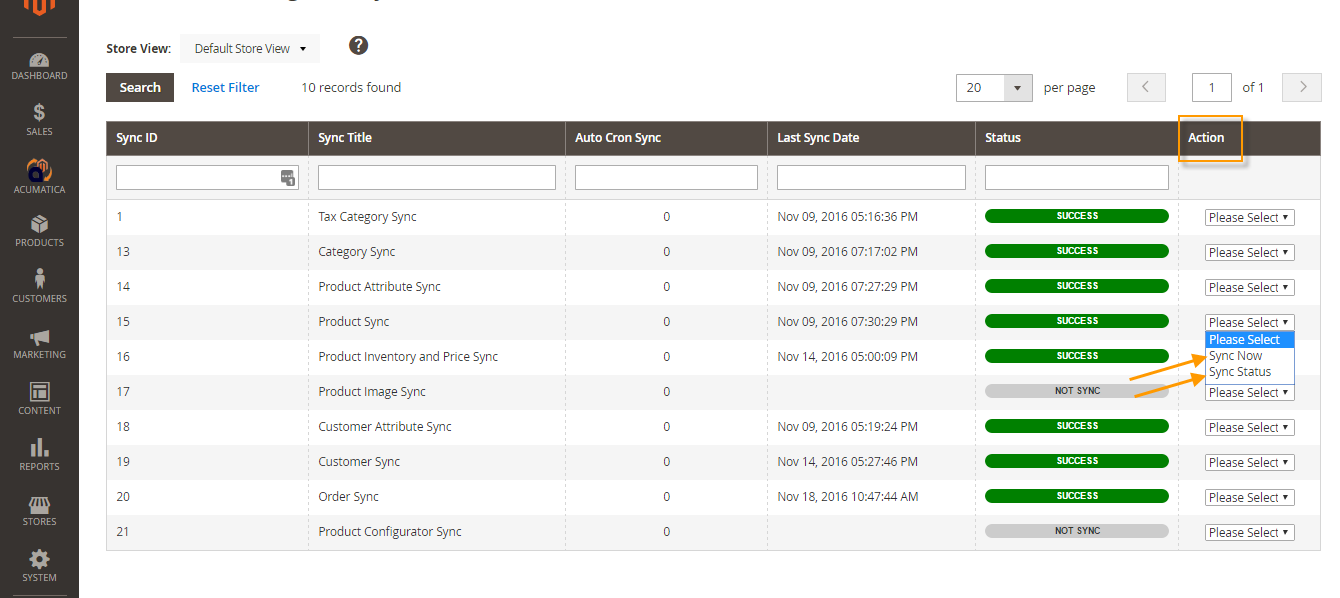 Store View: Default Store View ?
DASHBOARD
Search Reset Filter 10 records found 20 per page 1 of 1
SALES
Sync ID Sync Title Auto Cron Sync Last Sync Date Status Action
ACUMATICA
1 Tax Category Sync 0 Nov 09, 2016 05:16:36 PM SUCCESS Please Select
PRODUCTS
13 Category Sync 0 Nov 09, 2016 07:17:02 PM SUCCESS Please Select
14 Product Attribute Sync 0 Nov 09, 2016 07:27:29 PM SUCCESS Please Select
CUSTOMERS
15 Product Sync 0 Nov 09, 2016 07:30:29 PM SUCCESS Please Select
Please Select
MARKETING
16 Product Inventory and Price Sync 0 Nov 14, 2016 05:00:09 PM SUCCESS Sync Now
Sync Status
17 Product Image Sync 0 NOT SYNC Please Select
CONTENT
18 Customer Attribute Sync 0 Nov 09, 2016 05:19:24 PM SUCCESS Please Select
19 Customer Sync 0 Nov 14, 2016 05:27:46 PM SUCCESS Please Select
REPORTS
20 Order Sync 0 Nov 18, 2016 10:47:44 AM SUCCESS Please Select
STORES
21 Product Configurator Sync 0 NOT SYNC Please Select
SYSTEM